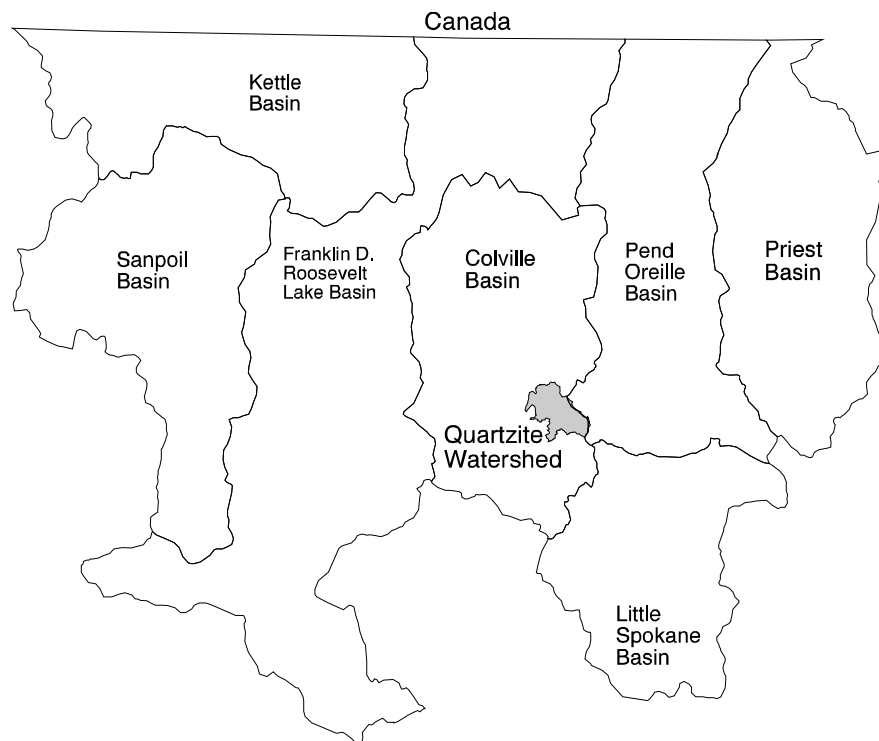 Canada
Kettle
Basin
Sanpoil
Basin
Franklin D.
Roosevelt
Lake Basin
Colville
Basin
Pend
Oreille
Basin
Priest
Basin
Quartzite
Watershed
Little
Spokane
Basin